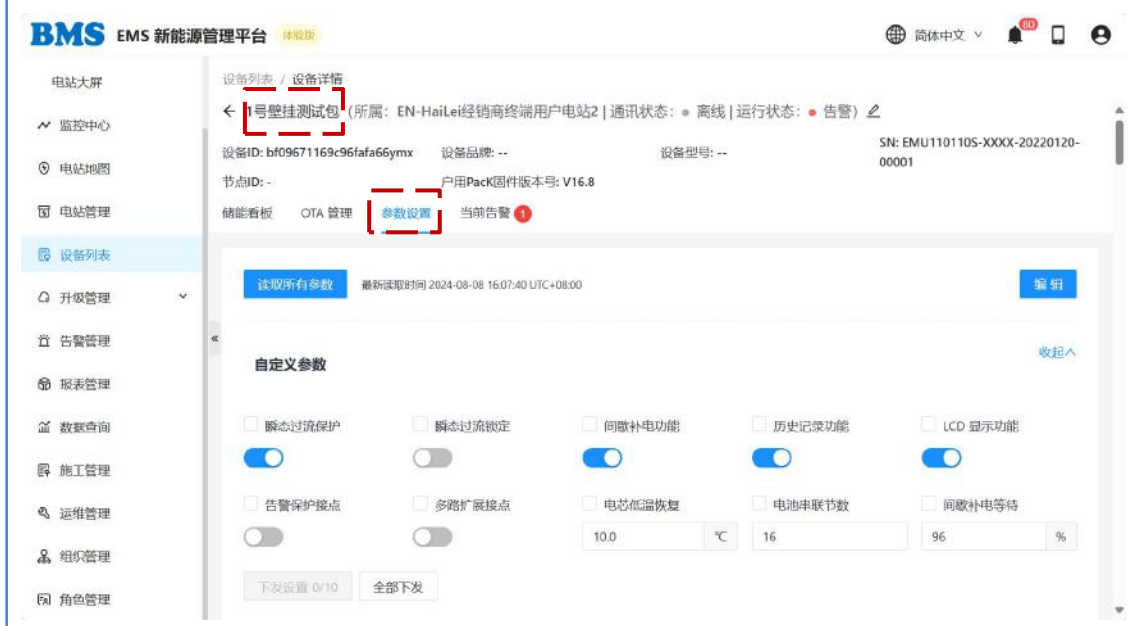 BMS EMS 新能源管理平台 体验版 简体中文 80
电站大屏
监控中心
电站地图
电站管理
设备列表
升级管理
告警管理
报表管理
数据查询
施工管理
运维管理
组织管理
角色管理
设备列表 / 设备详情
← 1号壁挂测试包 (所属：EN-HaiLei经销商终端用户电站2 | 通讯状态：● 离线 | 运行状态：● 告警)
设备ID: bf09671169c96fafa66ymx 设备品牌: -- 设备型号: -- SN: EMU1101105-XXXX-20220120-
00001
节点ID: - 户用PacK固件版本号: V16.8
储能看板 OTA 管理 参数设置 当前告警 1
读取所有参数 最新读取时间 2024-08-08 16:07:40 UTC+08:00 编 辑
自定义参数 收起
瞬态过流保护 瞬态过流锁定 间歇补电功能 历史记录功能 LCD 显示功能
告警保护接点 多路扩展接点 电芯低温恢复 电池串联节数 间歇补电等待
10.0 ℃ 16 96 %
下发设置 0/10 全部下发